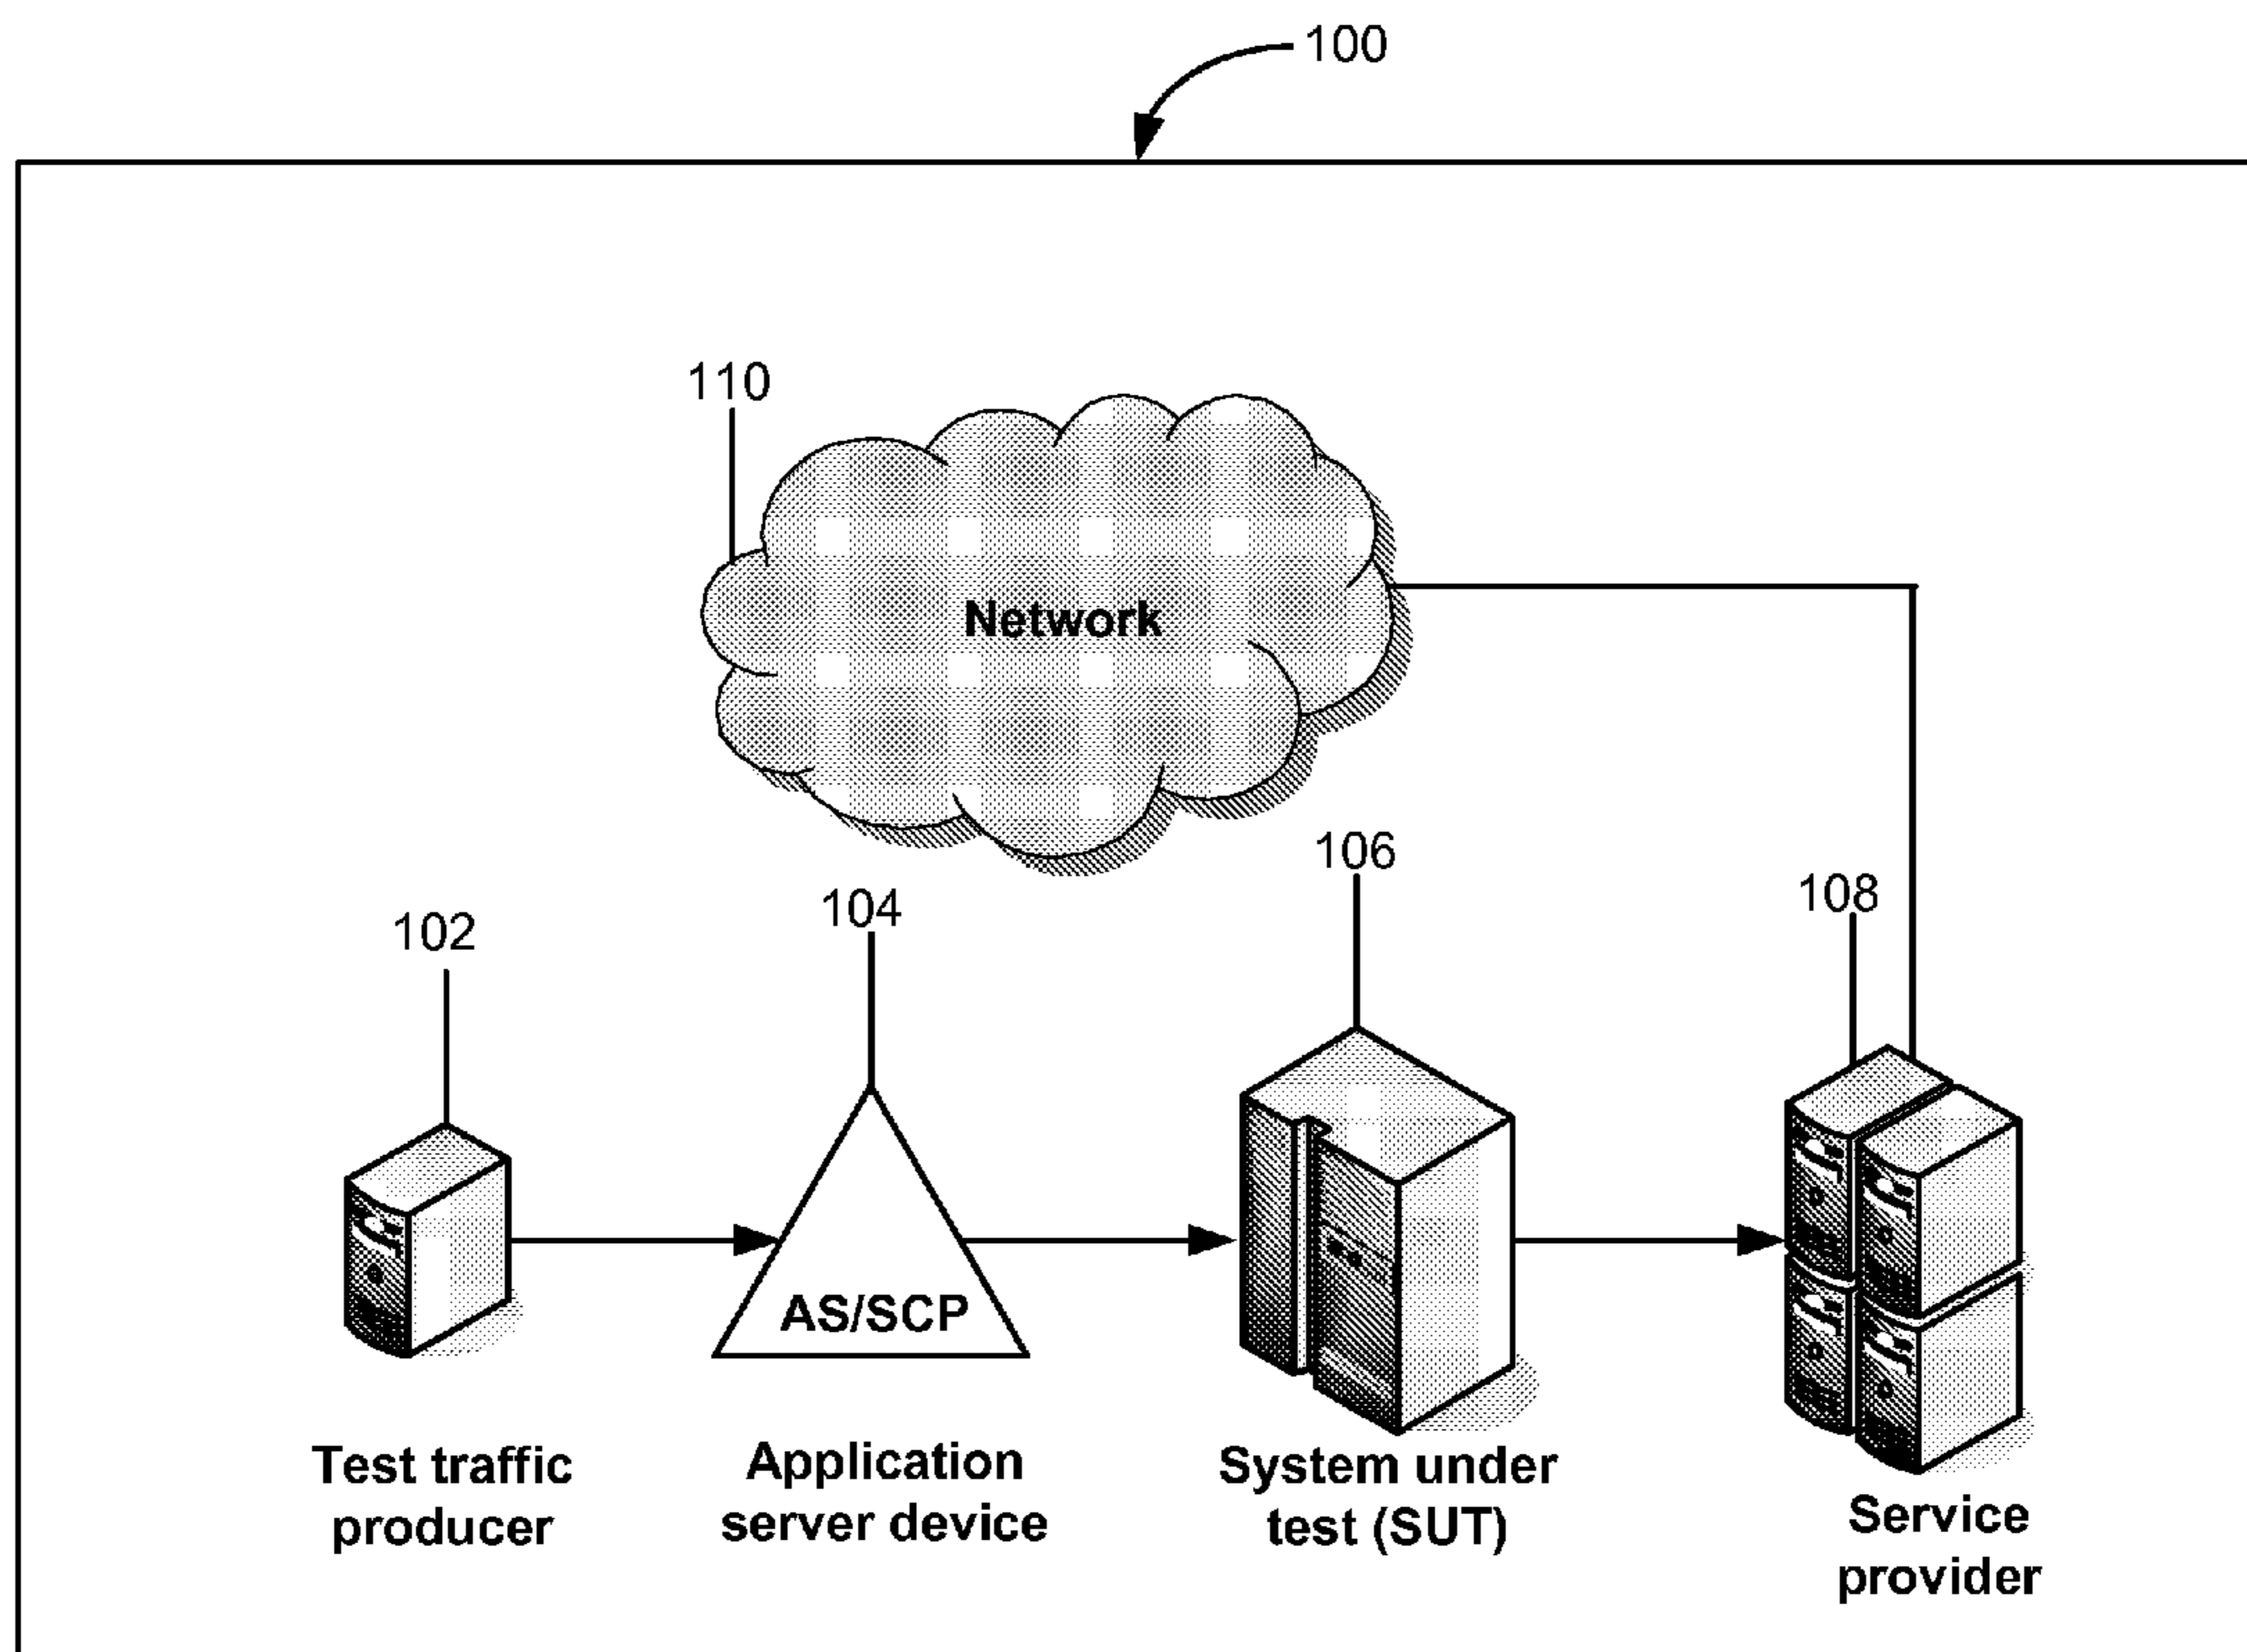 100
110
Network
106
108
104
102
AS/SCP
Test traffic
producer
Application
server device
System under
test (SUT)
Service
provider